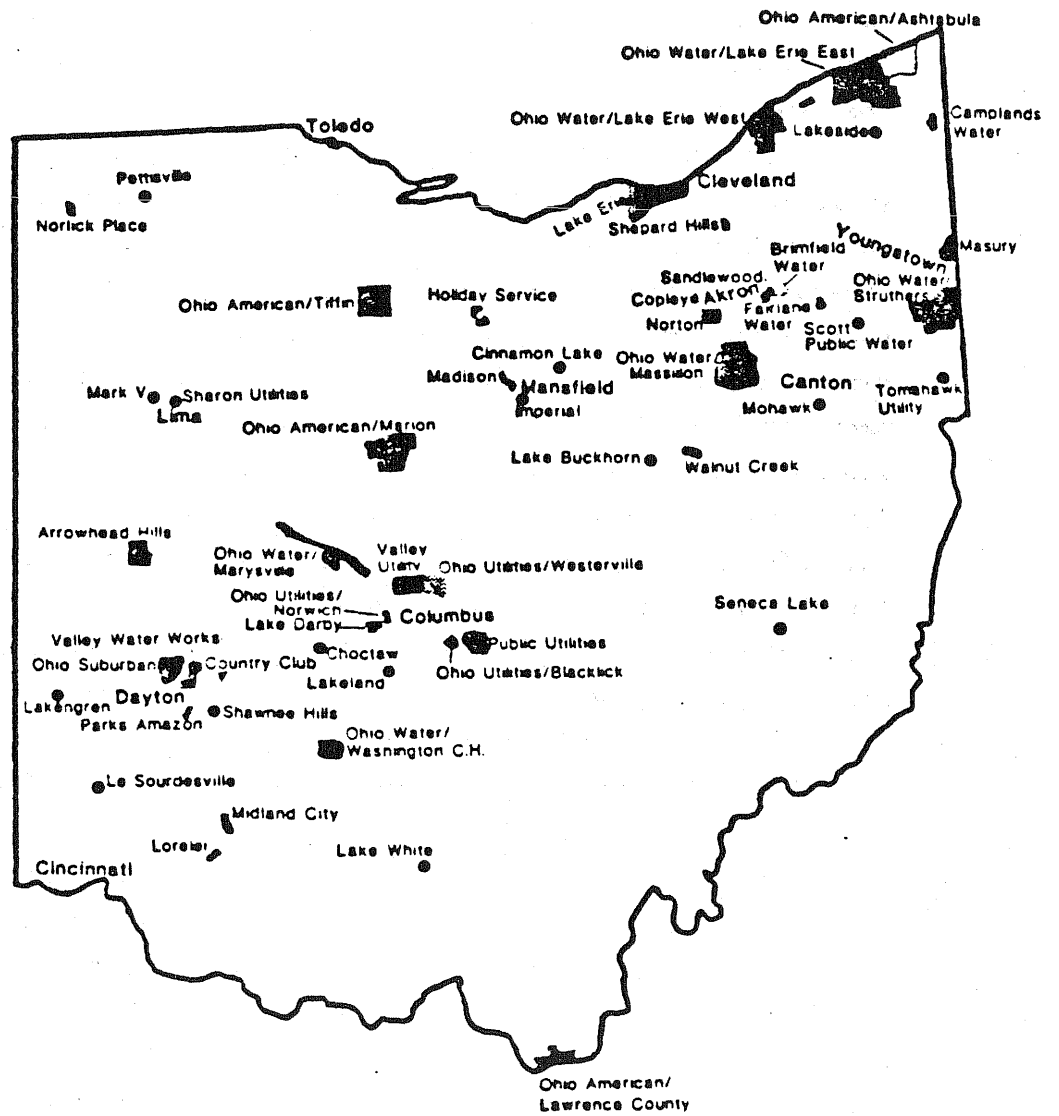 Ohio American/Ashtabula
Ohio Water/Lake Erie East
Ohio Water/Lake Erie West
Lakeside
Camplands
Water
Toledo
Pettisville
Norlick Place
Cleveland
Lake Erie
Shepard Hills
Youngstown
Masury
Brimfield
Water
Sandlewood
Ohio American/Tiffin
Holiday Service
Copley
Akron
Ohio Water/
Struthers
Norton
Fairlane
Water
Scott
Public Water
Cinnamon Lake
Ohio Water
Massillon
Madison
Mansfield
Imperial
Canton
Tomahawk
Utility
Mark V
Sharon Utilities
Lima
Mohawk
Ohio American/Marion
Lake Buckhorn
Walnut Creek
Arrowhead Hills
Ohio Water/
Marysville
Valley
Utility
Ohio Utilities/Westerville
Ohio Utilities/
Norwich
Columbus
Lake Darby
Seneca Lake
Valley Water Works
Public Utilities
Ohio Suburban
Country Club
Choctaw
Lakeland
Ohio Utilities/Blacklick
Lakengren
Dayton
Parks Amazon
Shawnee Hills
Ohio Water/
Washington C.H.
Le Sourdesville
Midland City
Lorelei
Lake White
Cincinnati
Ohio American/
Lawrence County